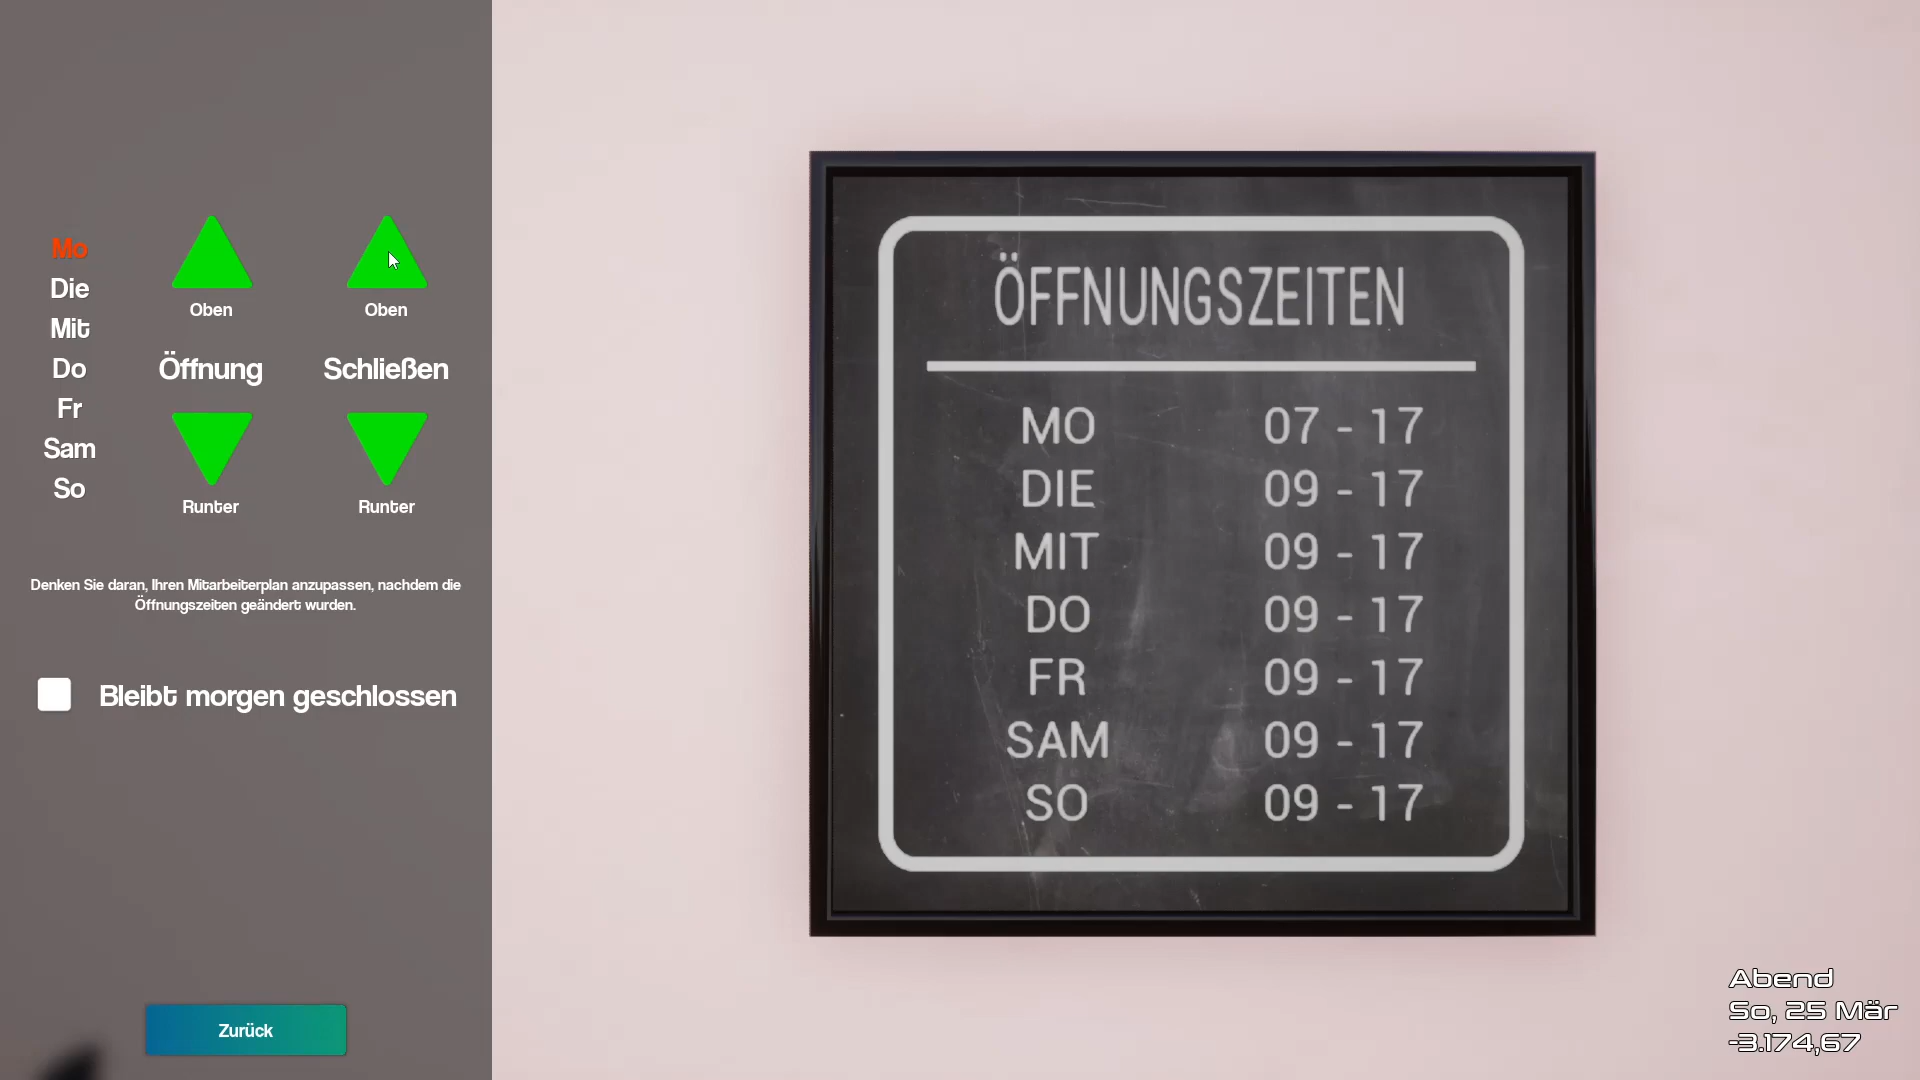 Mo
Die
Mit
Do
Fr
Sam
So
Oben
Oben
Öffnung
Schließen
Runter
Runter
Denken Sie daran, Ihren Mitarbeiterplan anzupassen, nachdem die
Öffnungszeiten geändert wurden.
Bleibt morgen geschlossen
Zurück
ÖFFNUNGSZEITEN
MO 07 - 17
DIE 09 - 17
MIT 09 - 17
DO 09 - 17
FR 09 - 17
SAM 09 - 17
SO 09 - 17
Abend
So, 25 Mär
-3.174,67